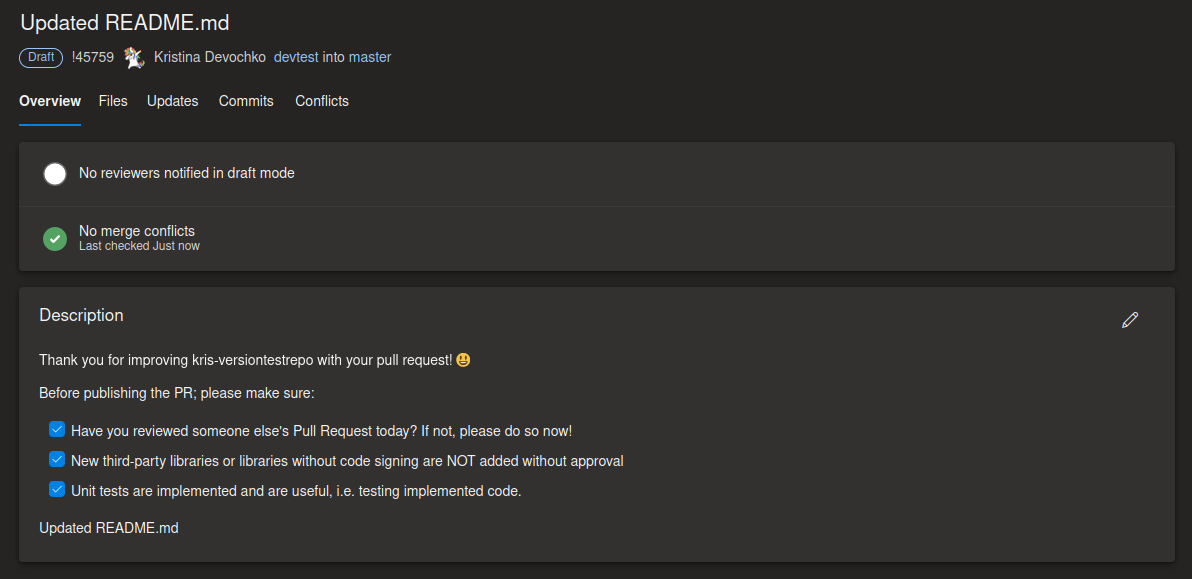 Updated README.md
Draft !45759 Kristina Devochko devtest into master
Overview Files Updates Commits Conflicts
No reviewers notified in draft mode
No merge conflicts
Last checked Just now
Description
Thank you for improving kris-versiontestrepo with your pull request! 😃
Before publishing the PR; please make sure:
Have you reviewed someone else's Pull Request today? If not, please do so now!
New third-party libraries or libraries without code signing are NOT added without approval
Unit tests are implemented and are useful, i.e. testing implemented code.
Updated README.md